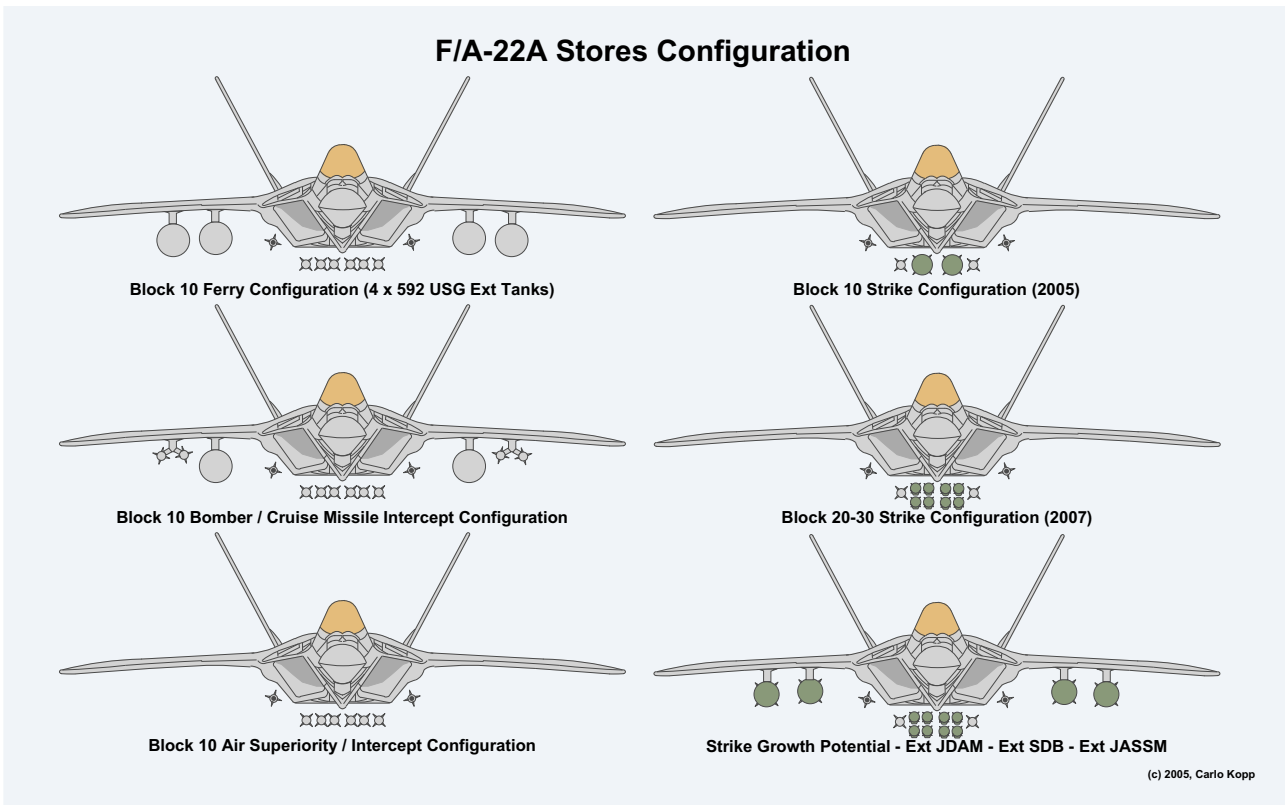 F/A-22A Stores Configuration
Block 10 Ferry Configuration (4 x 592 USG Ext Tanks)
Block 10 Strike Configuration (2005)
Block 10 Bomber / Cruise Missile Intercept Configuration
Block 20-30 Strike Configuration (2007)
Block 10 Air Superiority / Intercept Configuration
Strike Growth Potential - Ext JDAM - Ext SDB - Ext JASSM
(c) 2005, Carlo Kopp